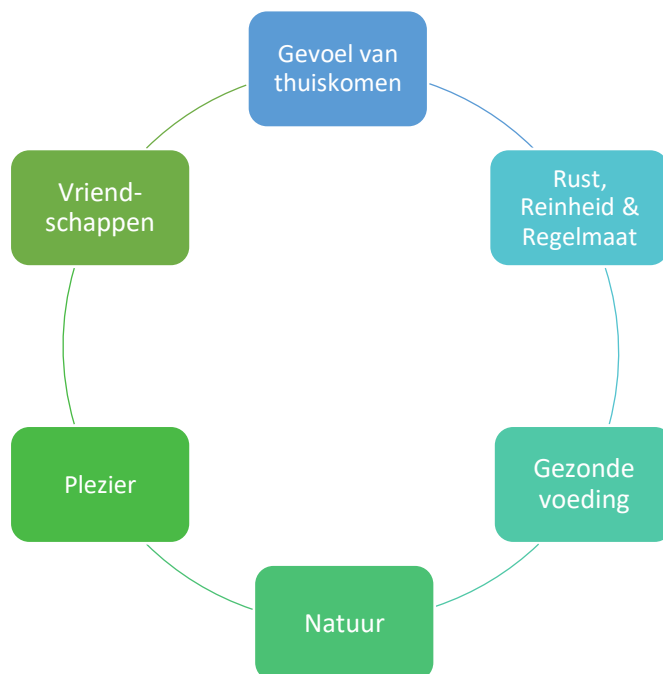 Gevoel van
thuiskomen
Rust,
Reinheid &
Regelmaat
Gezonde
voeding
Natuur
Plezier
Vriend-
schappen